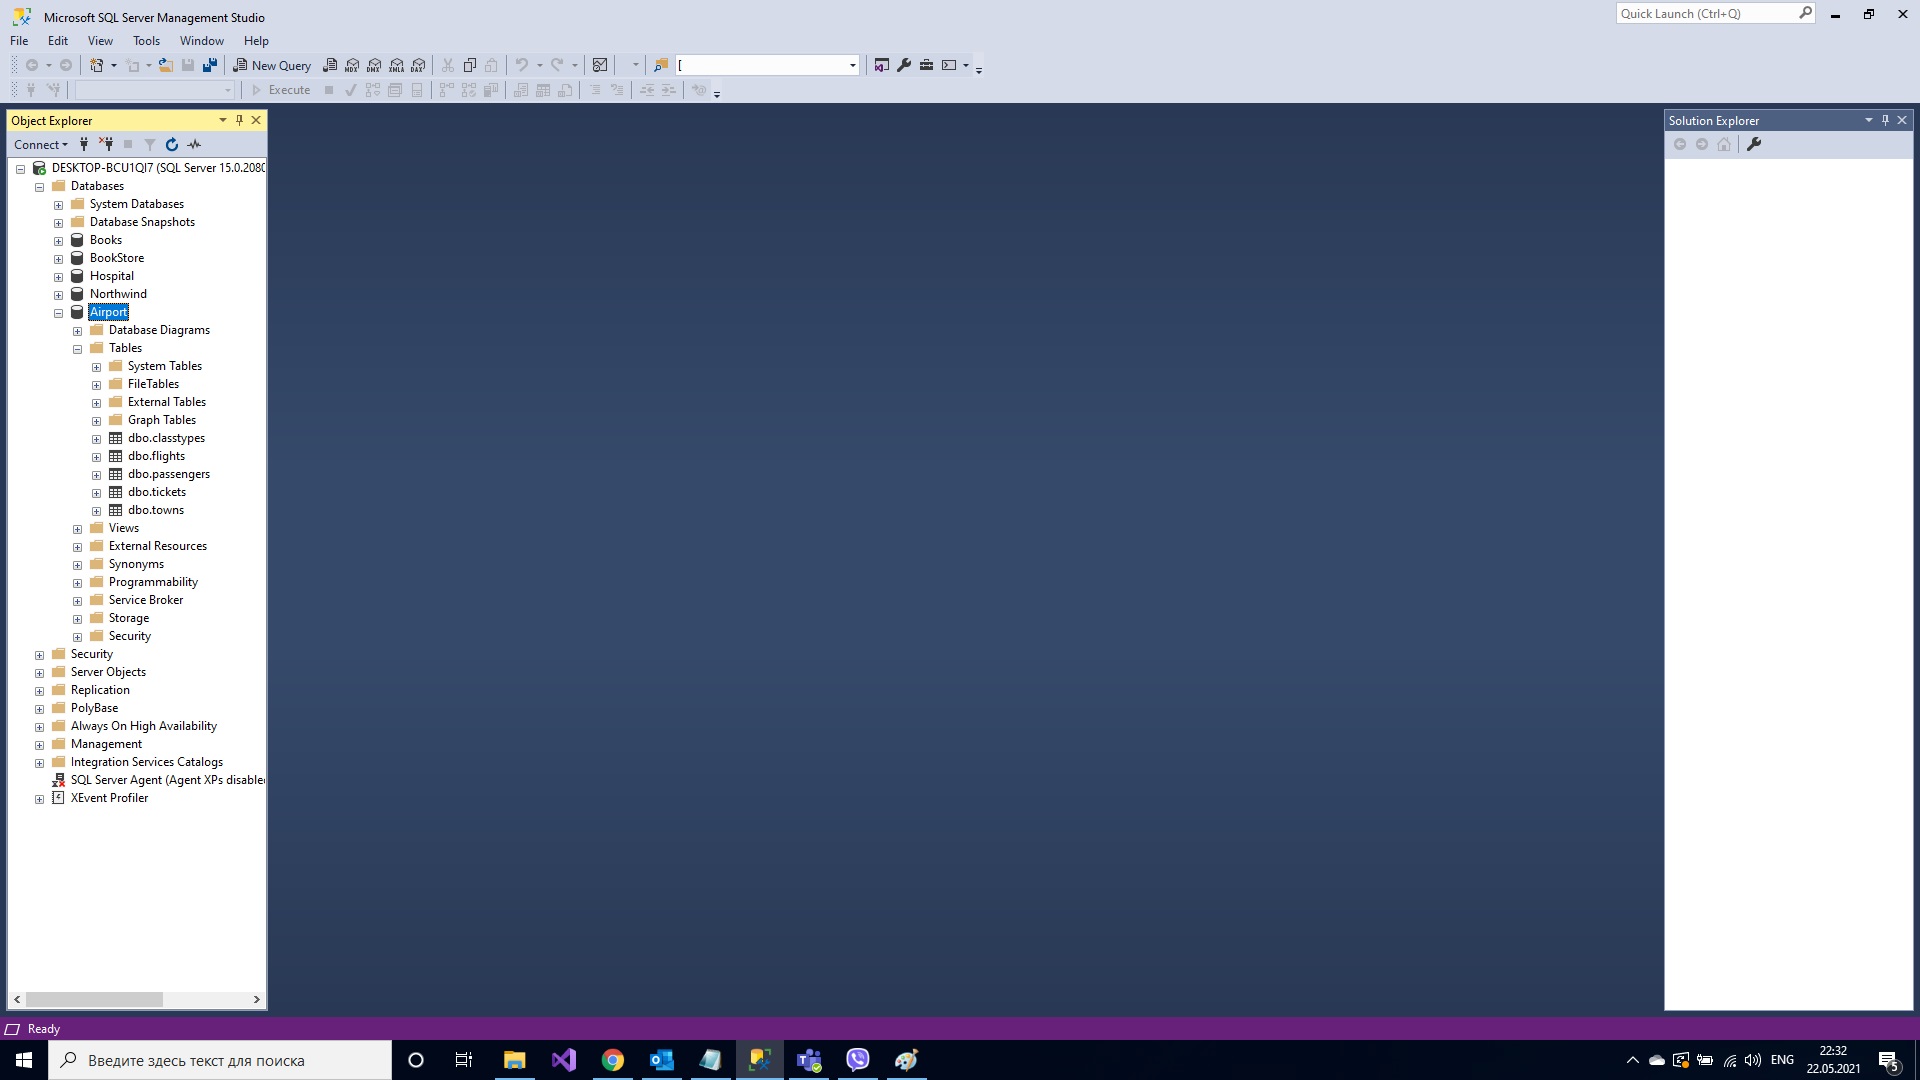 Microsoft SQL Server Management Studio
Quick Launch (Ctrl+Q)
File Edit View Tools Window Help
New Query
MDX DMX XMLA DAX
[
Execute
Object Explorer
Solution Explorer
Connect
DESKTOP-BCU1QI7 (SQL Server 15.0.2080
Databases
System Databases
Database Snapshots
Books
BookStore
Hospital
Northwind
Airport
Database Diagrams
Tables
System Tables
FileTables
External Tables
Graph Tables
dbo.classtypes
dbo.flights
dbo.passengers
dbo.tickets
dbo.towns
Views
External Resources
Synonyms
Programmability
Service Broker
Storage
Security
Security
Server Objects
Replication
PolyBase
Always On High Availability
Management
Integration Services Catalogs
SQL Server Agent (Agent XPs disable
XEvent Profiler
Ready
Введите здесь текст для поиска
ENG
22:32
22.05.2021
5